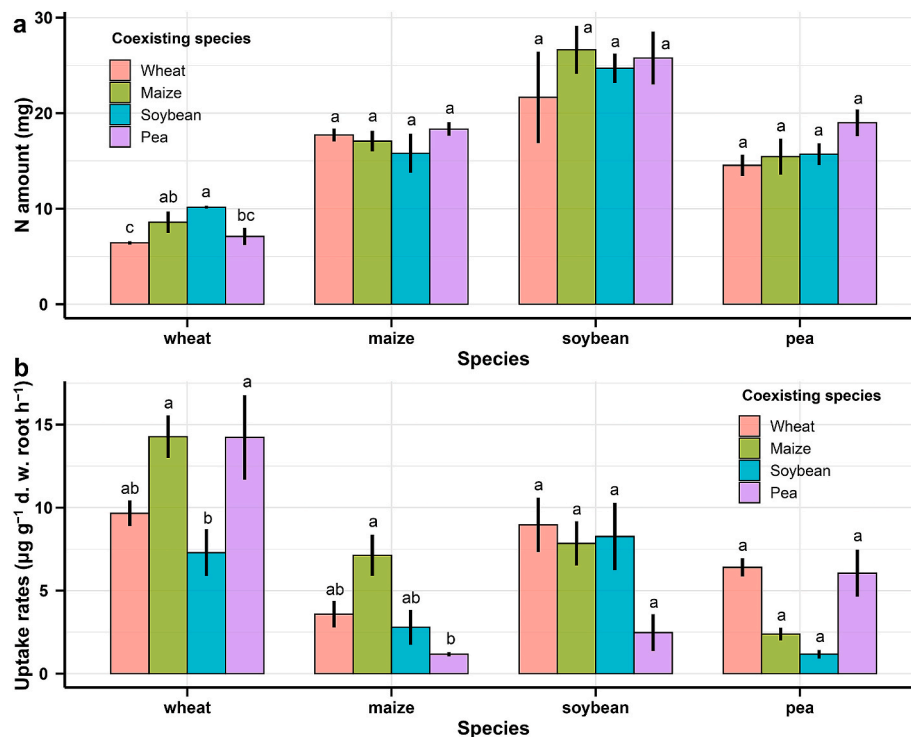 a
30
20
10
0
N amount (mg)
Coexisting species
Wheat
Maize
Soybean
Pea
c ab a bc
a a a a
a a a a
a a a a
wheat maize soybean pea
Species
b
15
10
5
0
Uptake rates (µg g⁻¹ d. w. root h⁻¹)
Coexisting species
Wheat
Maize
Soybean
Pea
ab a b a
ab a ab b
a a a a
a a a a
wheat maize soybean pea
Species